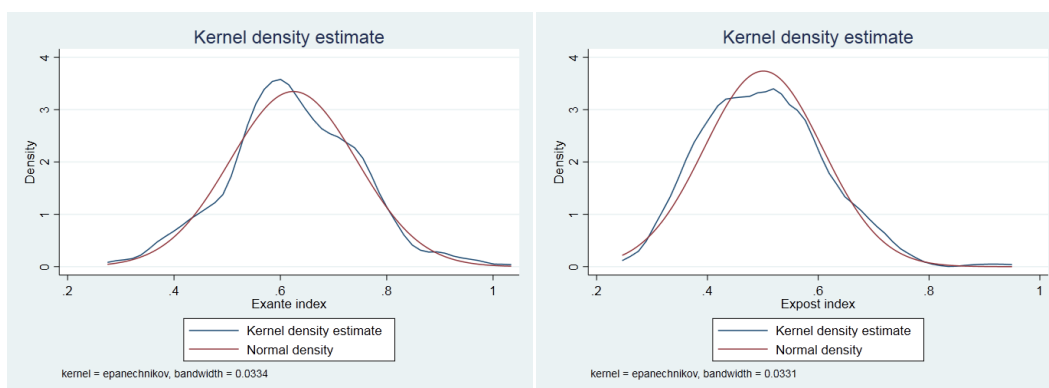 Kernel density estimate
4
3
2
1
0
Density
.2 .4 .6 .8 1
Exante index
Kernel density estimate
Normal density
kernel = epanechnikov, bandwidth = 0.0334
Kernel density estimate
4
3
2
1
0
Density
.2 .4 .6 .8 1
Expost index
Kernel density estimate
Normal density
kernel = epanechnikov, bandwidth = 0.0331